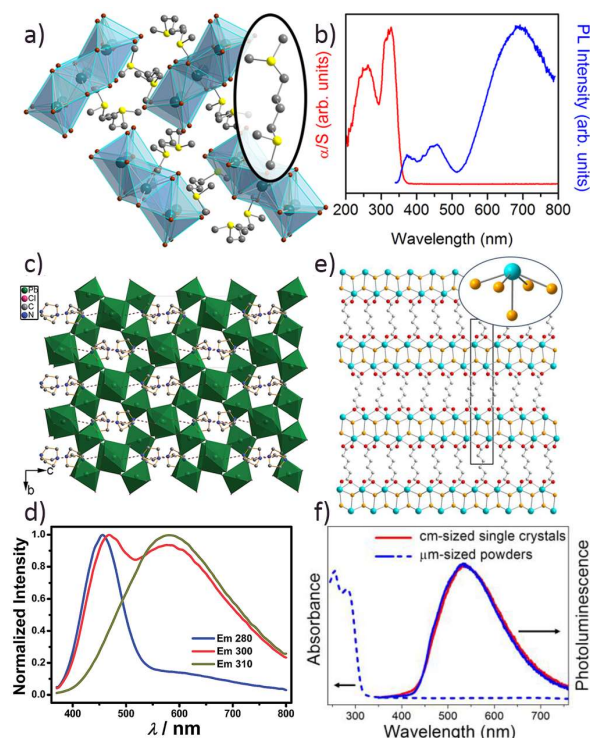 a)
b)
α/S (arb. units)
PL Intensity (arb. units)
200 300 400 500 600 700 800
Wavelength (nm)
c)
Pb
Cl
C
N
c
b
e)
d)
Normalized Intensity
1.0
0.8
0.6
0.4
0.2
0.0
Em 280
Em 300
Em 310
400 500 600 700 800
λ / nm
f)
cm-sized single crystals
μm-sized powders
Absorbance
Photoluminescence
300 400 500 600 700
Wavelength (nm)